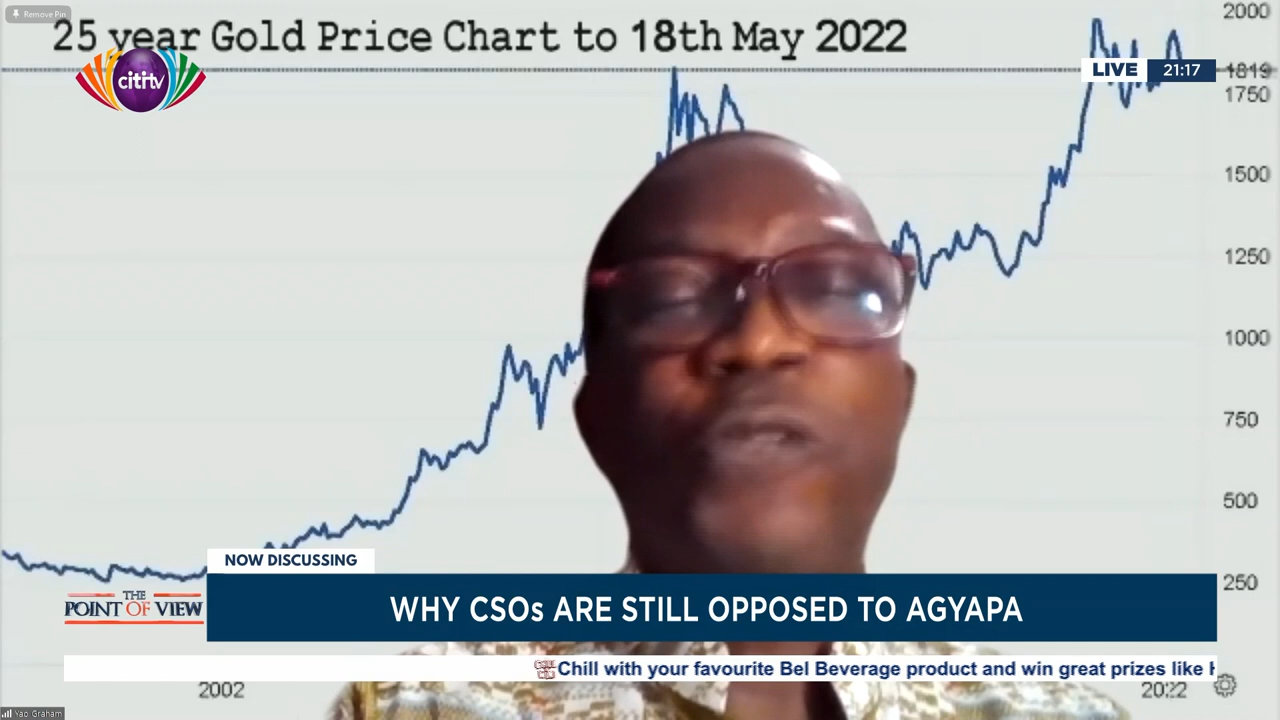 Remove Pin
25 year Gold Price Chart to 18th May 2022
cititv
LIVE 21:17
2000
1819
1750
1500
1250
1000
750
500
250
NOW DISCUSSING
THE
POINT OF VIEW
WHY CSOs ARE STILL OPPOSED TO AGYAPA
Chill with your favourite Bel Beverage product and win great prizes like
2002
2022
Yao Graham